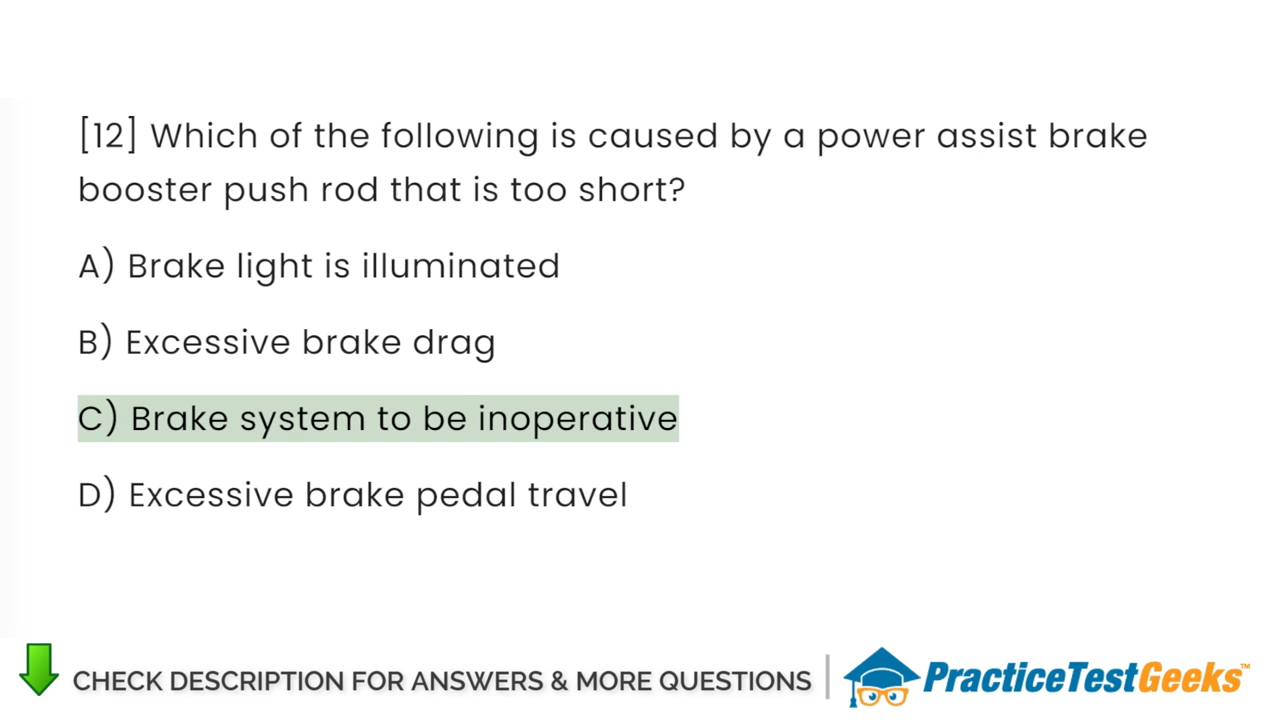 [12] Which of the following is caused by a power assist brake
booster push rod that is too short?
A) Brake light is illuminated
B) Excessive brake drag
C) Brake system to be inoperative
D) Excessive brake pedal travel
CHECK DESCRIPTION FOR ANSWERS & MORE QUESTIONS
PracticeTestGeeks™